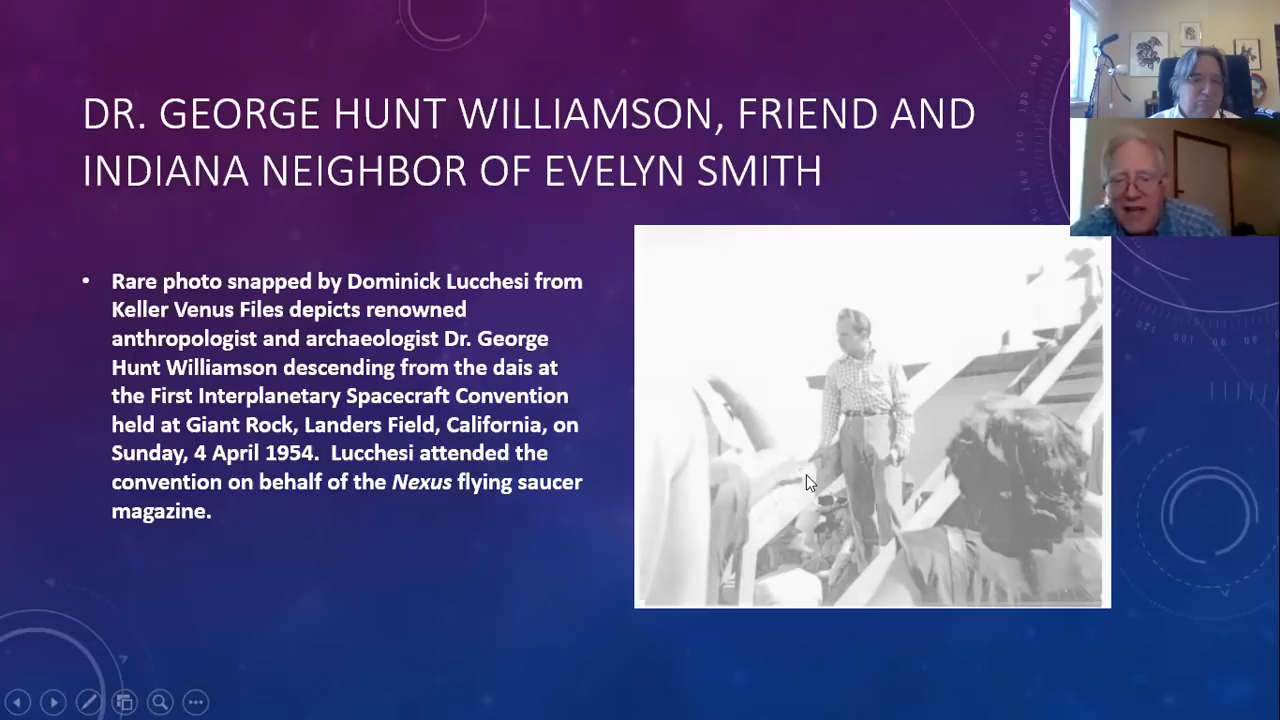 DR. GEORGE HUNT WILLIAMSON, FRIEND AND
INDIANA NEIGHBOR OF EVELYN SMITH
• Rare photo snapped by Dominick Lucchesi from
Keller Venus Files depicts renowned
anthropologist and archaeologist Dr. George
Hunt Williamson descending from the dais at
the First Interplanetary Spacecraft Convention
held at Giant Rock, Landers Field, California, on
Sunday, 4 April 1954.  Lucchesi attended the
convention on behalf of the Nexus flying saucer
magazine.